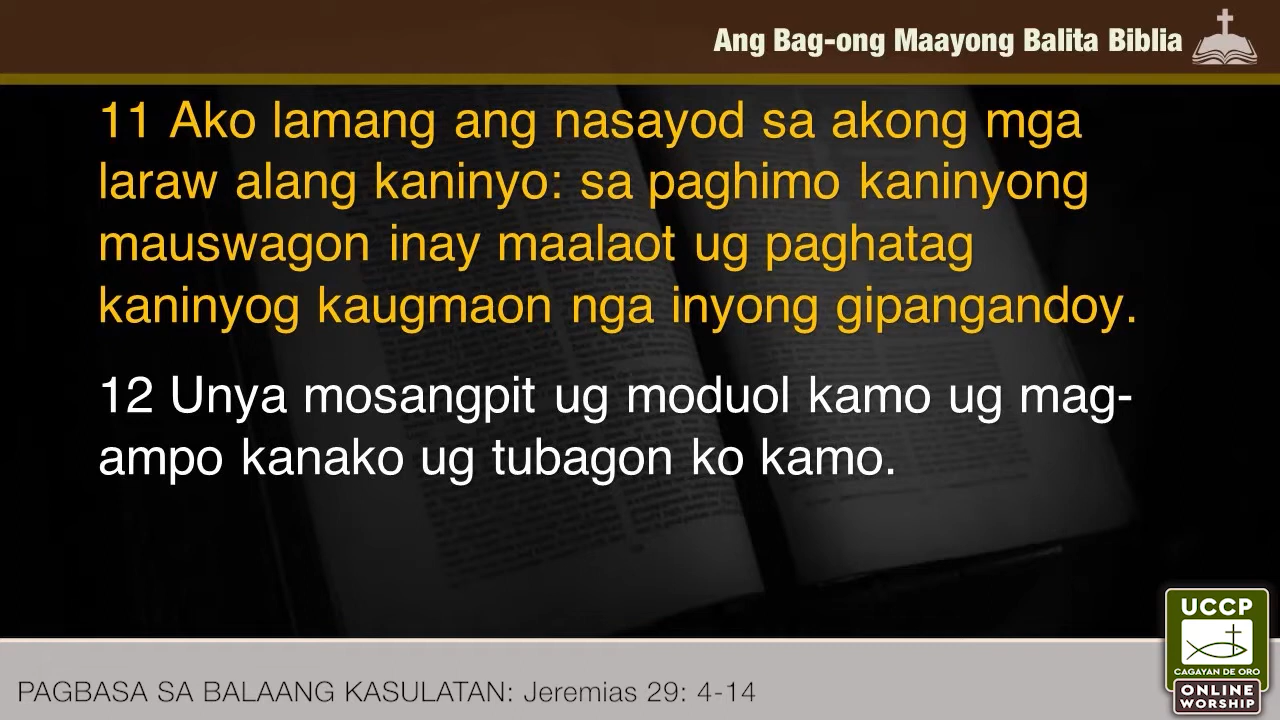 Ang Bag-ong Maayong Balita Biblia
11 Ako lamang ang nasayod sa akong mga
laraw alang kaninyo: sa paghimo kaninyong
mauswagon inay maalaot ug paghatag
kaninyog kaugmaon nga inyong gipangandoy.
12 Unya mosangpit ug moduol kamo ug mag-
ampo kanako ug tubagon ko kamo.
UCCP
CAGAYAN DE ORO
ONLINE
WORSHIP
PAGBASA SA BALAANG KASULATAN: Jeremias 29: 4-14